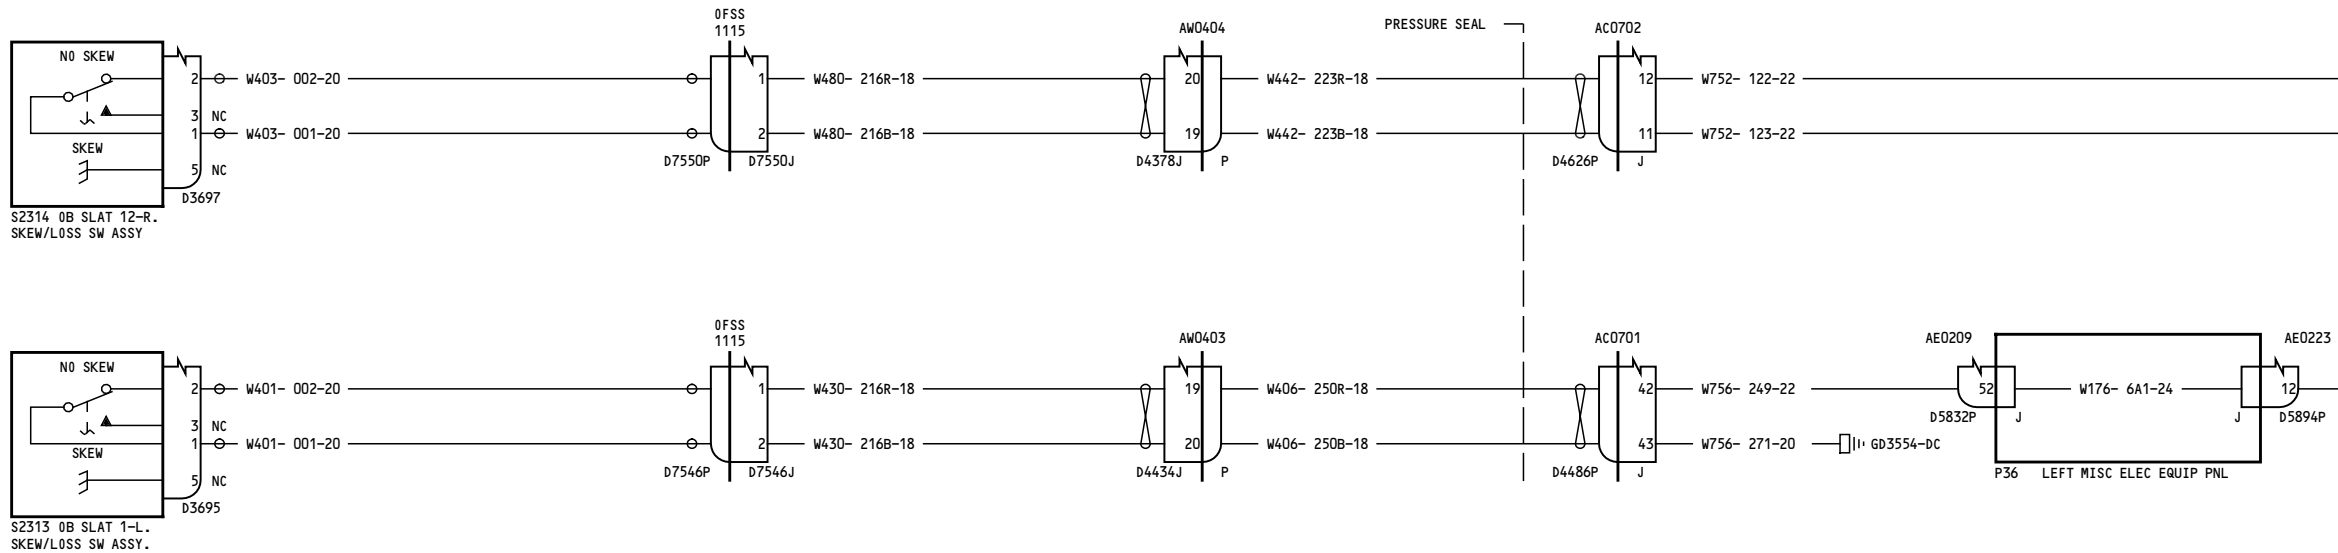 0FSS
1115
AW0404
PRESSURE SEAL
AC0702
NO SKEW
2 W403- 002-20 1 W480- 216R-18 20 W442- 223R-18 12 W752- 122-22
3 NC
1 W403- 001-20 2 W480- 216B-18 19 W442- 223B-18 11 W752- 123-22
SKEW
D7550P D7550J D4378J P D4626P J
5 NC
D3697
S2314 0B SLAT 12-R.
SKEW/LOSS SW ASSY
0FSS
1115
AW0403
AC0701
AE0209
AE0223
NO SKEW
2 W401- 002-20 1 W430- 216R-18 19 W406- 250R-18 42 W756- 249-22 52 W176- 6A1-24 12
D5832P J J D5894P
3 NC
1 W401- 001-20 2 W430- 216B-18 20 W406- 250B-18 43 W756- 271-20 GD3554-DC
SKEW
D7546P D7546J D4434J P D4486P J
P36 LEFT MISC ELEC EQUIP PNL
5 NC
D3695
S2313 0B SLAT 1-L.
SKEW/LOSS SW ASSY.